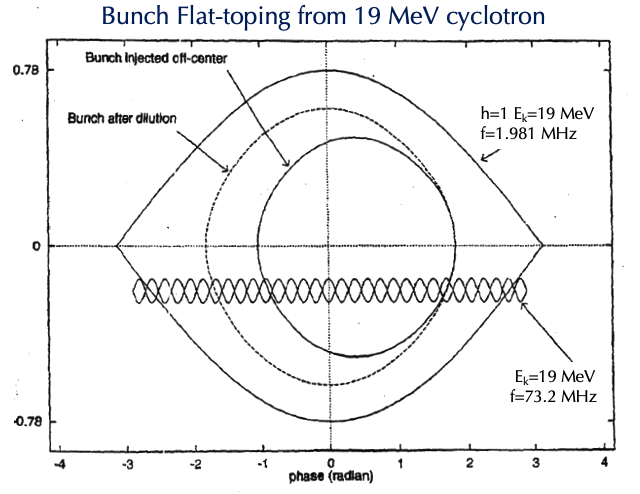 Bunch Flat-toping from 19 MeV cyclotron
0.78
Bunch Injected off-center
Bunch after dilution
h=1 Ek=19 MeV
f=1.981 MHz
0
Ek=19 MeV
f=73.2 MHz
-0.78
-4 -3 -2 -1 0 1 2 3 4
phase (radian)